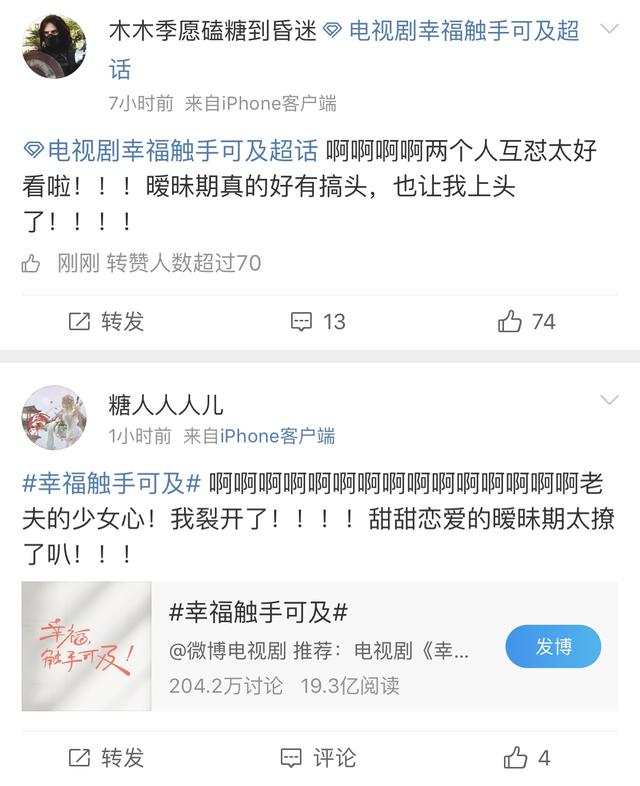 木木季愿磕糖到昏迷 电视剧幸福触手可及超
话
7小时前 来自iPhone客户端
电视剧幸福触手可及超话 啊啊啊啊两个人互怼太好
看啦！！！暧昧期真的好有搞头，也让我上头
了！！！！
刚刚 转赞人数超过70
转发 13 74
糖人人人儿
1小时前 来自iPhone客户端
#幸福触手可及# 啊啊啊啊啊啊啊啊啊啊啊啊啊啊啊老
夫的少女心！我裂开了！！！！甜甜恋爱的暧昧期太撩
了叭！！！
幸福，
触手可及！
#幸福触手可及#
@微博电视剧 推荐：电视剧《幸...
204.2万讨论 19.3亿阅读
发博
转发 评论 4